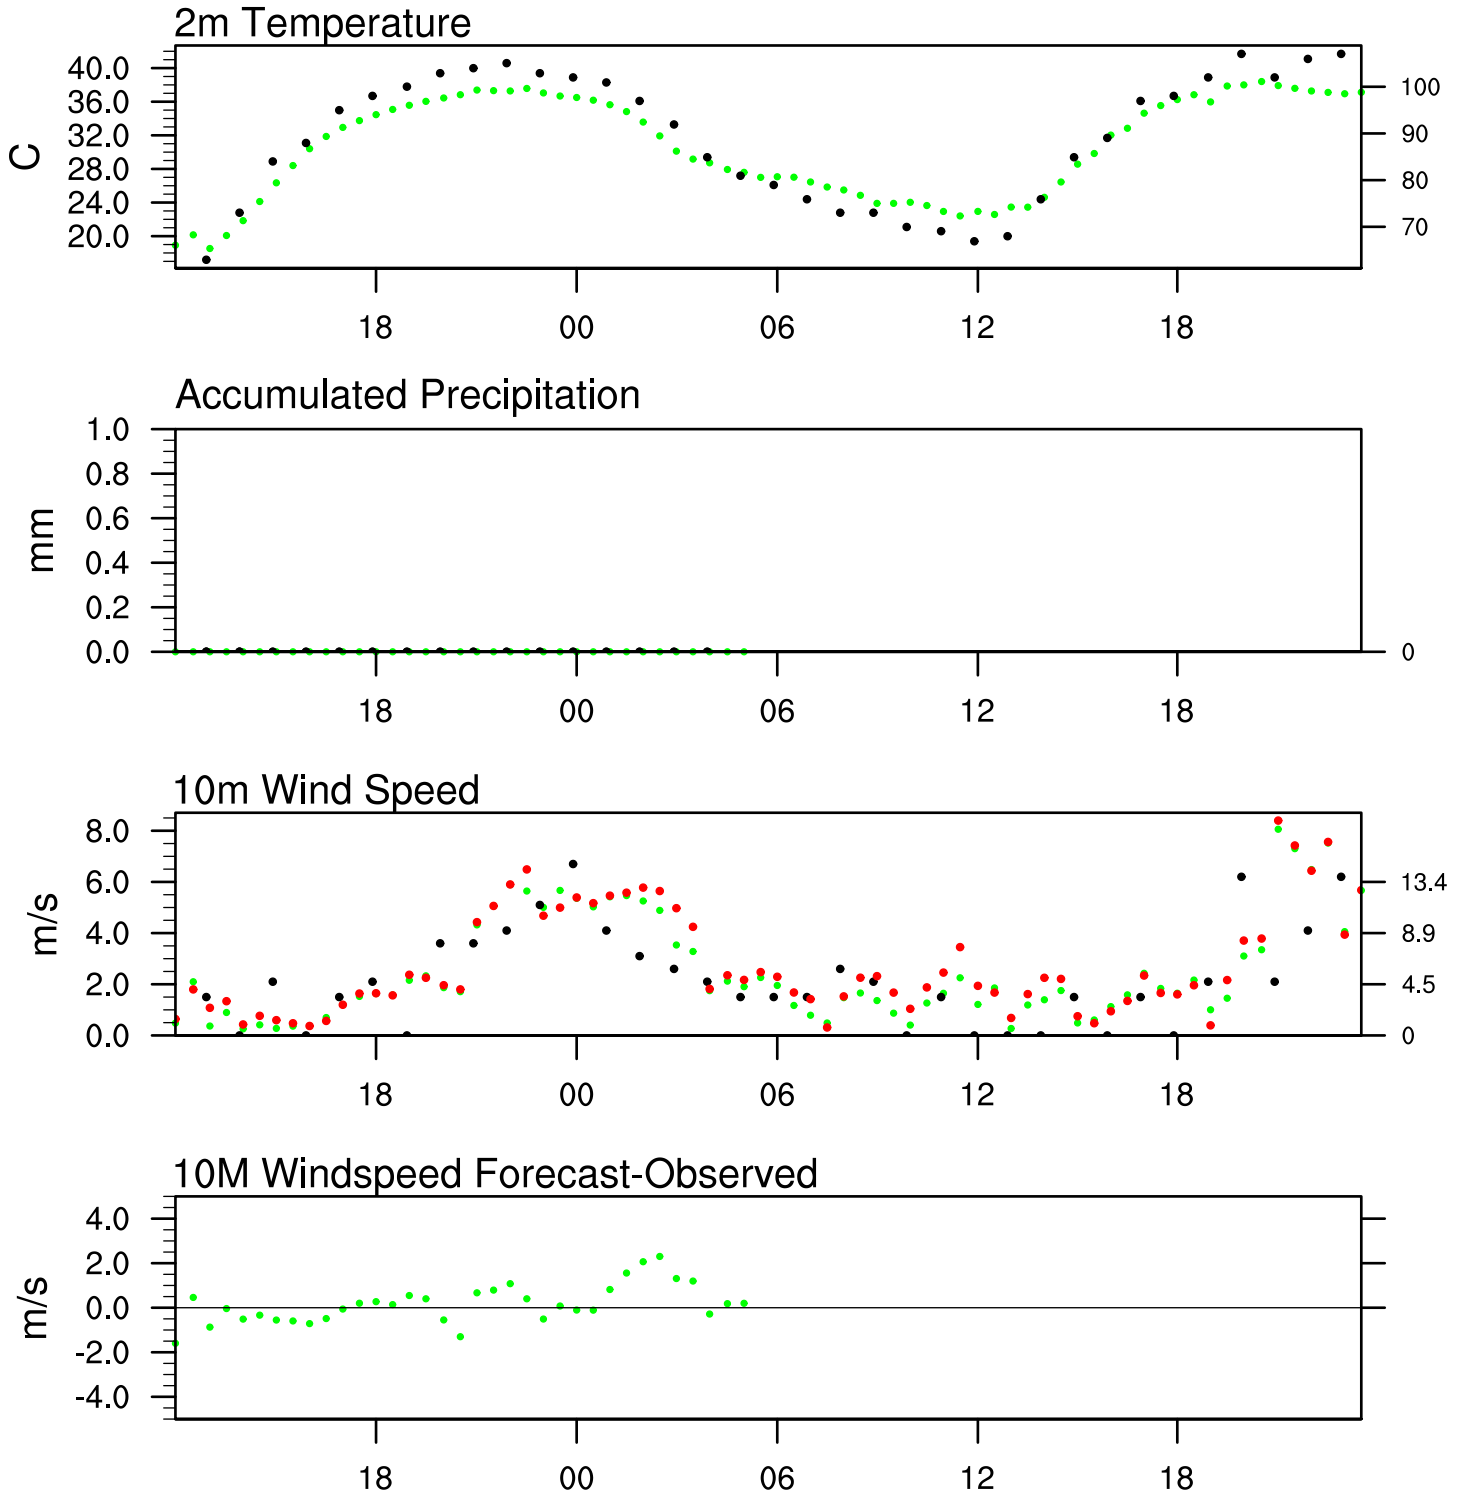 2m Temperature
40.0
36.0
32.0
28.0
24.0
20.0
C
100
90
80
70
18 00 06 12 18
Accumulated Precipitation
1.0
0.8
0.6
0.4
0.2
0.0
mm
0
18 00 06 12 18
10m Wind Speed
8.0
6.0
4.0
2.0
0.0
m/s
13.4
8.9
4.5
0
18 00 06 12 18
10M Windspeed Forecast-Observed
4.0
2.0
0.0
-2.0
-4.0
m/s
18 00 06 12 18